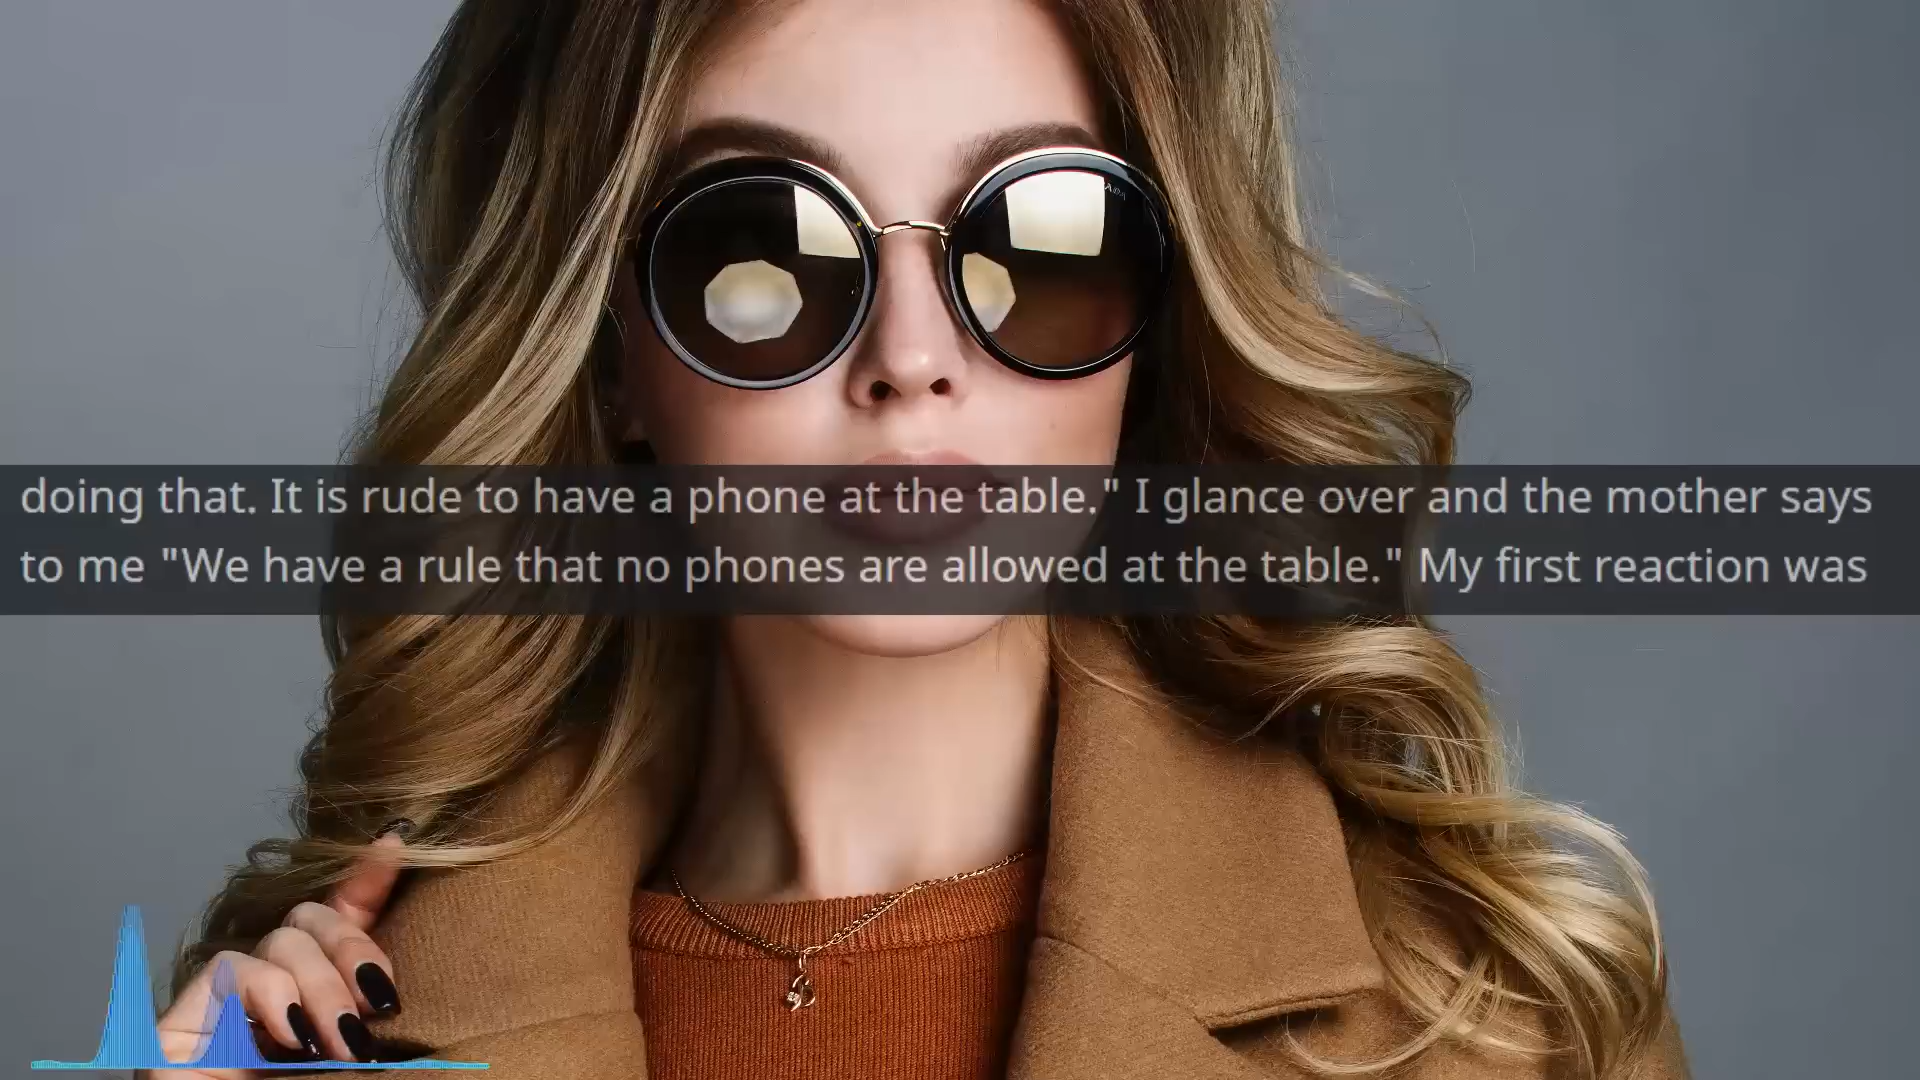 doing that. It is rude to have a phone at the table." I glance over and the mother says
to me "We have a rule that no phones are allowed at the table." My first reaction was